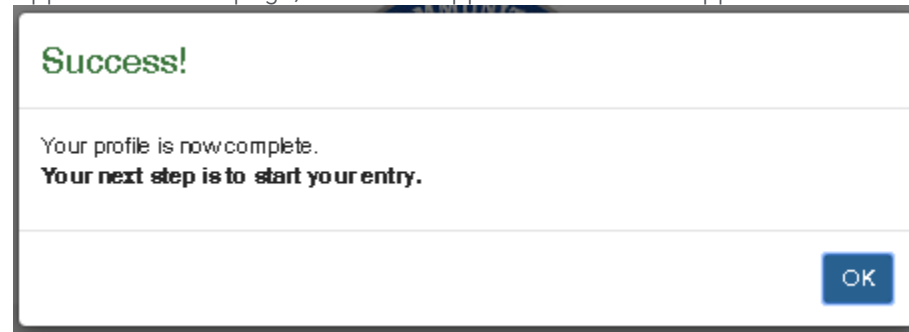 Success!
Your profile is now complete.
Your next step is to start your entry.
OK